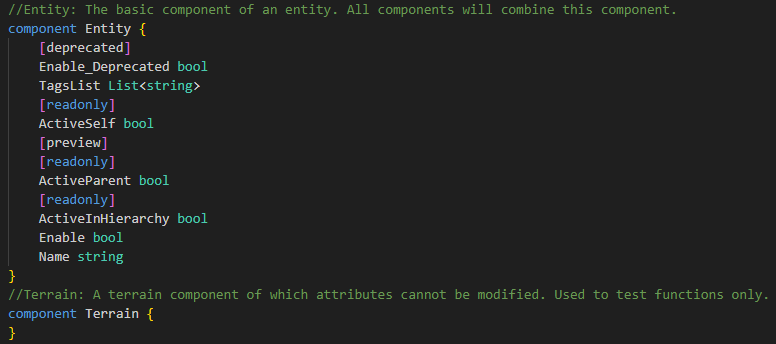 //Entity: The basic component of an entity. All components will combine this component.
component Entity {
[deprecated]
Enable_Deprecated bool
TagsList List<string>
[readonly]
ActiveSelf bool
[preview]
[readonly]
ActiveParent bool
[readonly]
ActiveInHierarchy bool
Enable bool
Name string
}
//Terrain: A terrain component of which attributes cannot be modified. Used to test functions only.
component Terrain {
}